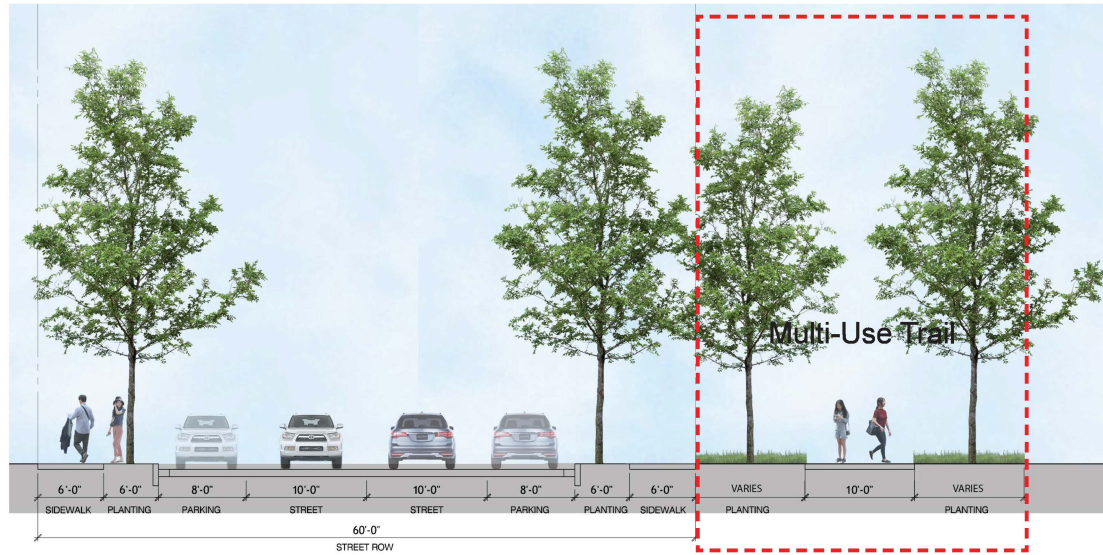 Multi-Use Trail
6'-0" 6'-0" 8'-0" 10'-0" 10'-0" 8'-0" 6'-0" 6'-0" VARIES 10'-0" VARIES
SIDEWALK PLANTING PARKING STREET STREET PARKING PLANTING SIDEWALK PLANTING PLANTING
60'-0"
STREET ROW